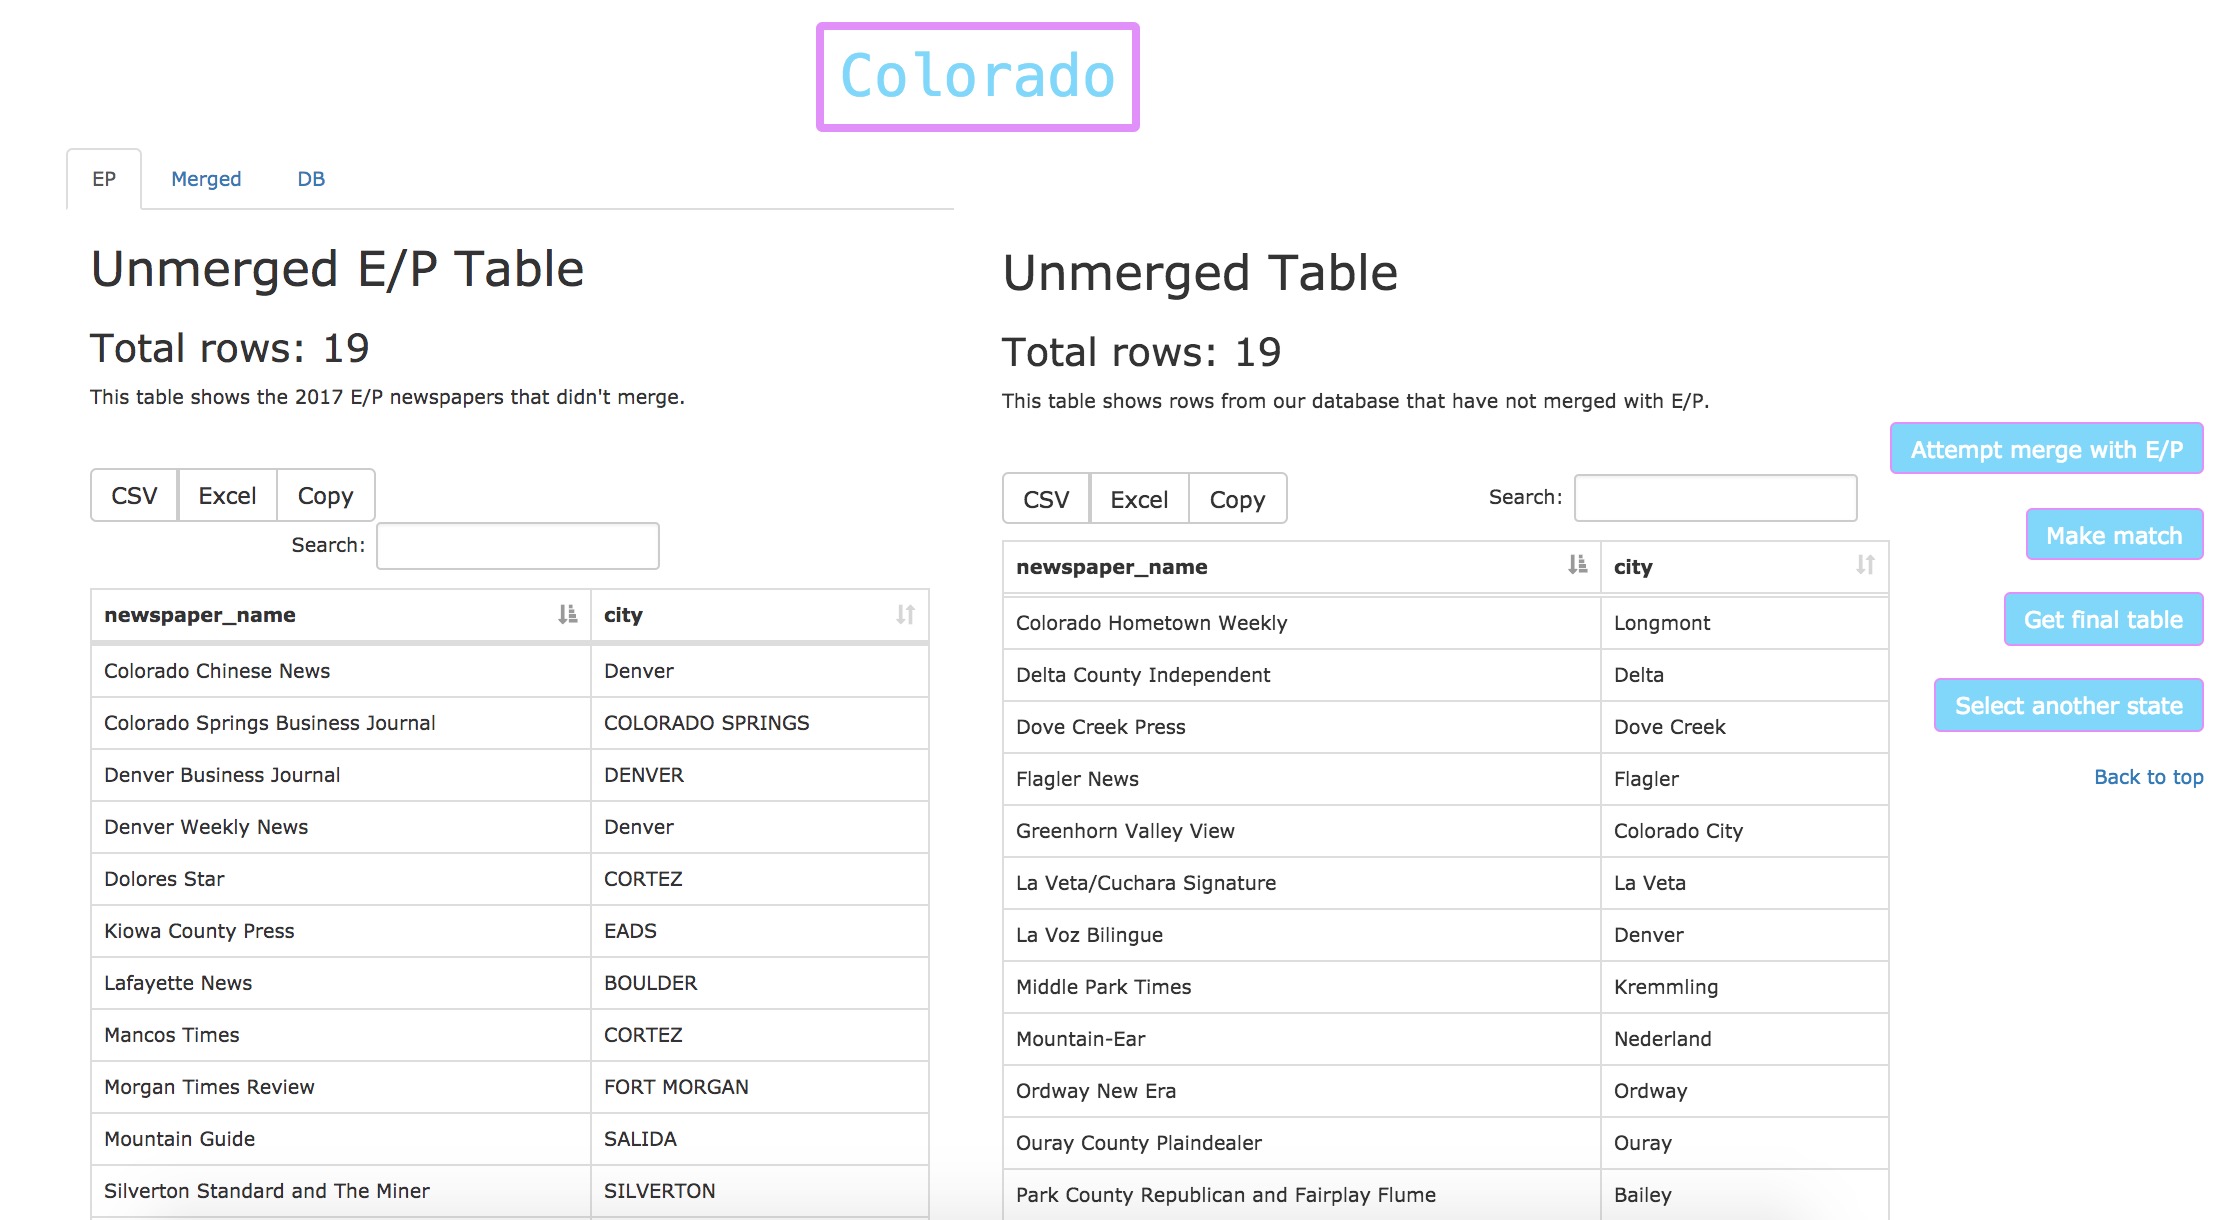 Colorado
EP Merged DB
Unmerged E/P Table
Total rows: 19
This table shows the 2017 E/P newspapers that didn't merge.
CSV Excel Copy
Search:
newspaper_name city
Colorado Chinese News Denver
Colorado Springs Business Journal COLORADO SPRINGS
Denver Business Journal DENVER
Denver Weekly News Denver
Dolores Star CORTEZ
Kiowa County Press EADS
Lafayette News BOULDER
Mancos Times CORTEZ
Morgan Times Review FORT MORGAN
Mountain Guide SALIDA
Silverton Standard and The Miner SILVERTON
Unmerged Table
Total rows: 19
This table shows rows from our database that have not merged with E/P.
CSV Excel Copy Search:
newspaper_name city
Colorado Hometown Weekly Longmont
Delta County Independent Delta
Dove Creek Press Dove Creek
Flagler News Flagler
Greenhorn Valley View Colorado City
La Veta/Cuchara Signature La Veta
La Voz Bilingue Denver
Middle Park Times Kremmling
Mountain-Ear Nederland
Ordway New Era Ordway
Ouray County Plaindealer Ouray
Park County Republican and Fairplay Flume Bailey
Attempt merge with E/P
Make match
Get final table
Select another state
Back to top